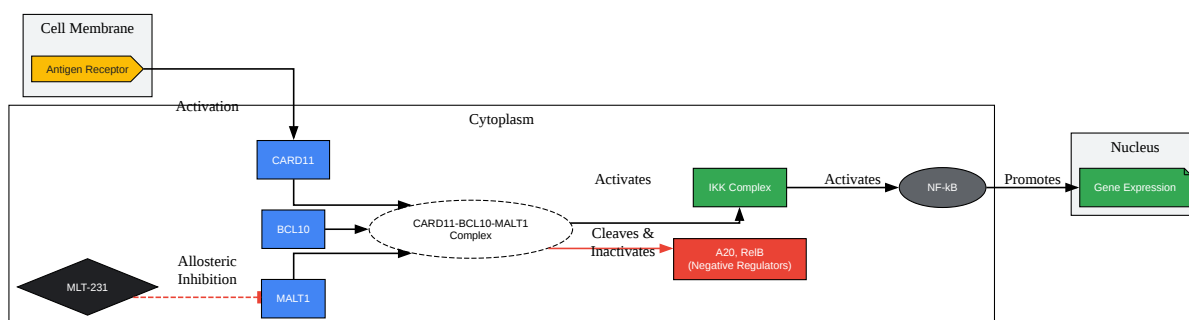 Cell Membrane
Antigen Receptor
Activation
Cytoplasm
CARD11
BCL10
MALT1
MLT-231
Allosteric
Inhibition
CARD11-BCL10-MALT1
Complex
Activates
IKK Complex
Cleaves &
Inactivates
A20, RelB
(Negative Regulators)
Activates
NF-kB
Promotes
Nucleus
Gene Expression